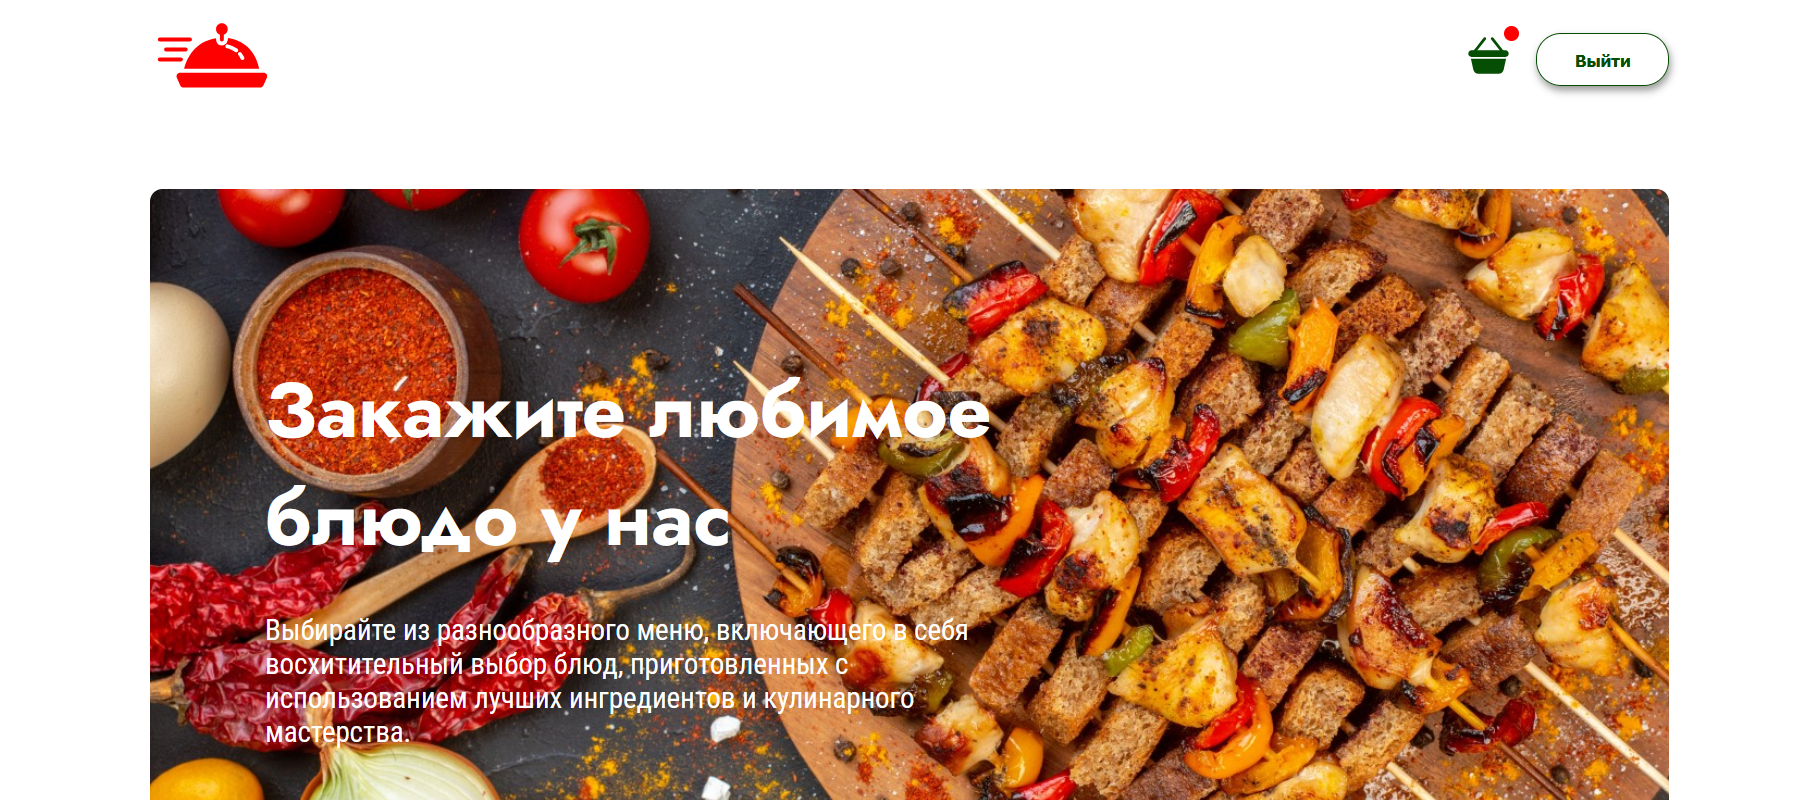 Выйти
Закажите любимое
блюдо у нас
Выбирайте из разнообразного меню, включающего в себя
восхитительный выбор блюд, приготовленных с
использованием лучших ингредиентов и кулинарного
мастерства.